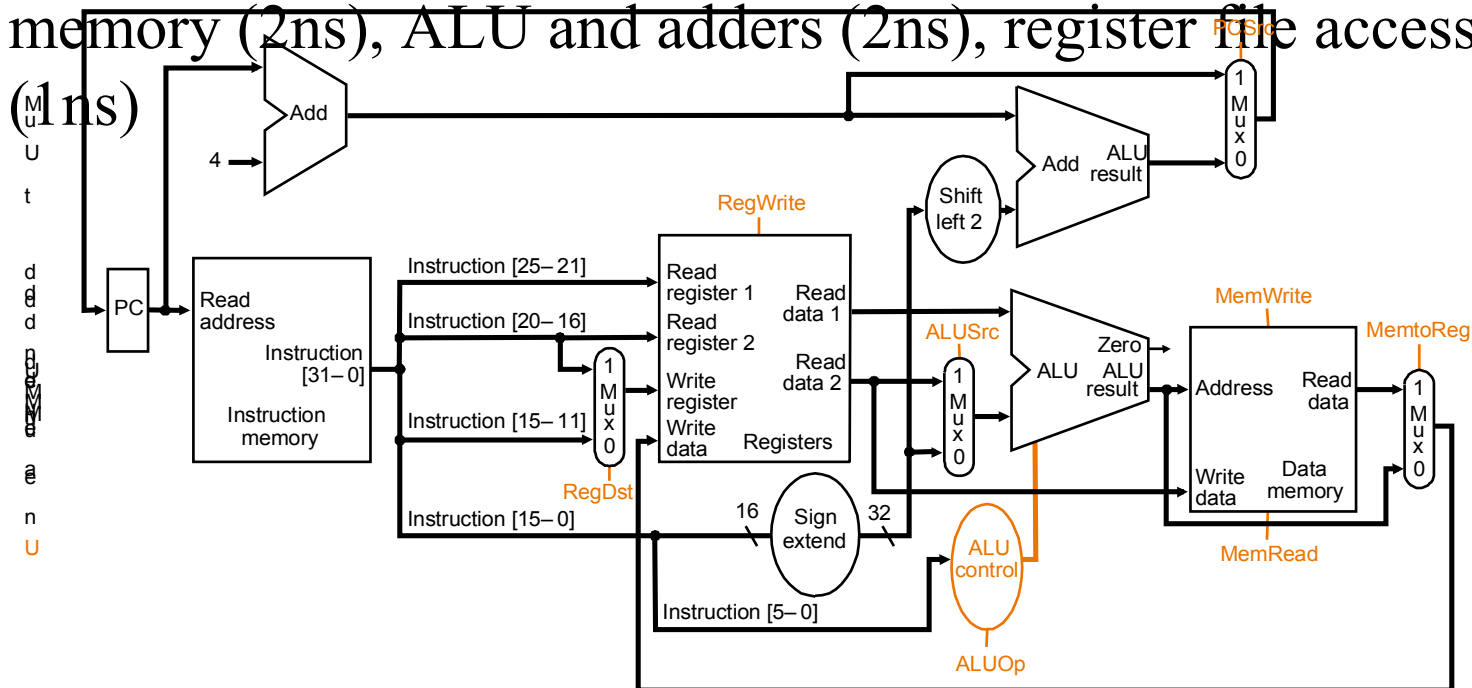 memory (2ns), ALU and adders (2ns), register file access
(1ns)
PCSrc
1
M
u
x
0
Add
4
Add
ALU
result
Shift
left 2
RegWrite
Instruction [25–21]
Read
register 1
Read
data 1
PC
Read
address
Instruction [20–16]
Read
register 2
Read
data 2
Instruction
[31–0]
Instruction
memory
1
M
u
x
0
RegDst
Write
register
Instruction [15–11]
Write
data
Registers
ALUSrc
1
M
u
x
0
Zero
ALU
ALU
result
MemWrite
Address
Read
data
Write
data
Data
memory
MemRead
MemtoReg
1
M
u
x
0
Instruction [15–0]
16
Sign
extend
32
ALU
control
Instruction [5–0]
ALUOp
M
u
U
t
d
n
U